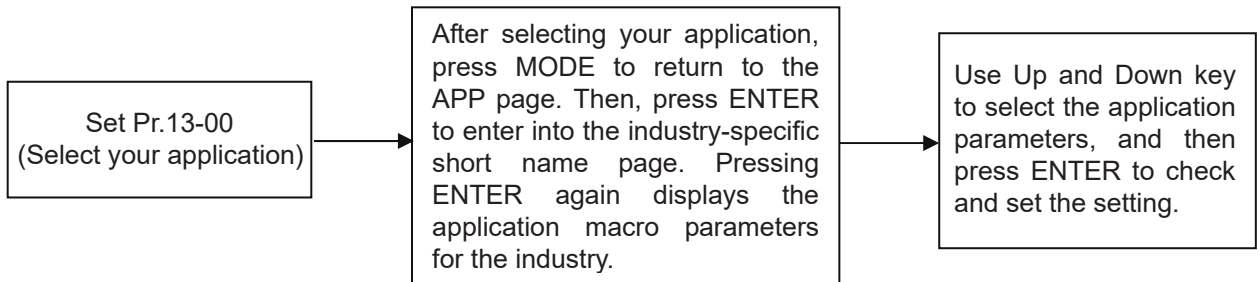 Set Pr.13-00
(Select your application)
After selecting your application,
press MODE to return to the
APP page. Then, press ENTER
to enter into the industry-specific
short name page. Pressing
ENTER again displays the
application macro parameters
for the industry.
Use Up and Down key
to select the application
parameters, and then
press ENTER to check
and set the setting.